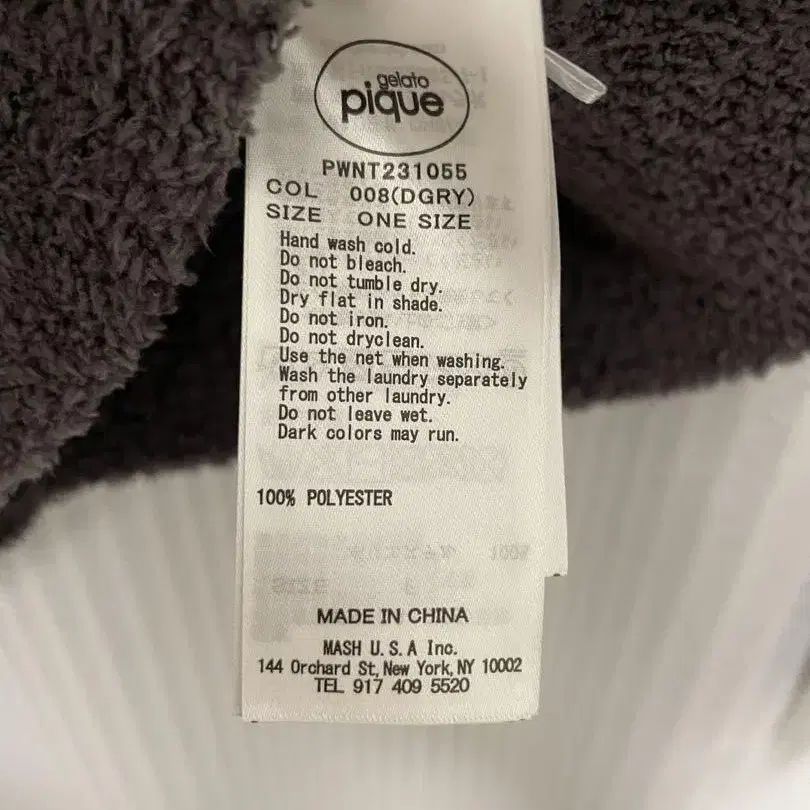 gelato
pique
PWNT231055
COL 008(DGRY)
SIZE ONE SIZE
Hand wash cold.
Do not bleach.
Do not tumble dry.
Dry flat in shade.
Do not iron.
Do not dryclean.
Use the net when washing.
Wash the laundry separately
from other laundry.
Do not leave wet.
Dark colors may run.
100% POLYESTER
MADE IN CHINA
MASH U.S.A Inc.
144 Orchard St, New York, NY 10002
TEL 917 409 5520